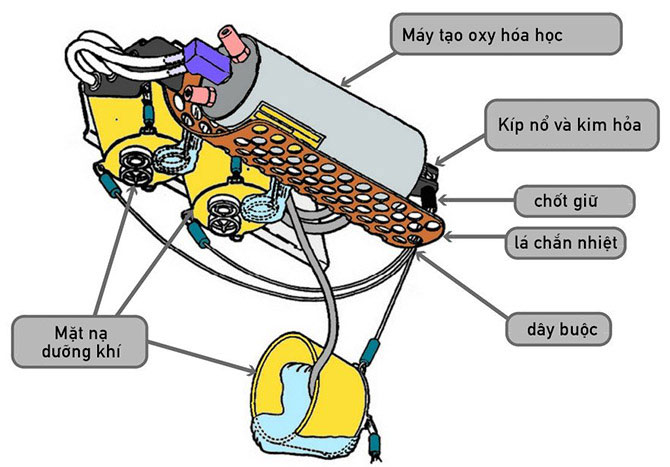 Máy tạo oxy hóa học
Kíp nổ và kim hỏa
chốt giữ
lá chắn nhiệt
dây buộc
Mặt nạ
dưỡng khí